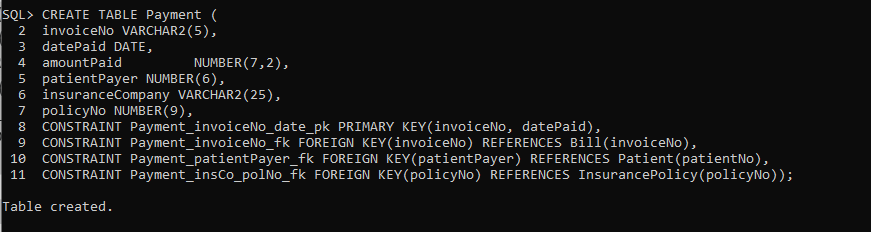 SQL> CREATE TABLE Payment (
  2  invoiceNo VARCHAR2(5),
  3  datePaid DATE,
  4  amountPaid         NUMBER(7,2),
  5  patientPayer NUMBER(6),
  6  insuranceCompany VARCHAR2(25),
  7  policyNo NUMBER(9),
  8  CONSTRAINT Payment_invoiceNo_date_pk PRIMARY KEY(invoiceNo, datePaid),
  9  CONSTRAINT Payment_invoiceNo_fk FOREIGN KEY(invoiceNo) REFERENCES Bill(invoiceNo),
 10  CONSTRAINT Payment_patientPayer_fk FOREIGN KEY(patientPayer) REFERENCES Patient(patientNo),
 11  CONSTRAINT Payment_insCo_polNo_fk FOREIGN KEY(policyNo) REFERENCES InsurancePolicy(policyNo));
Table created.